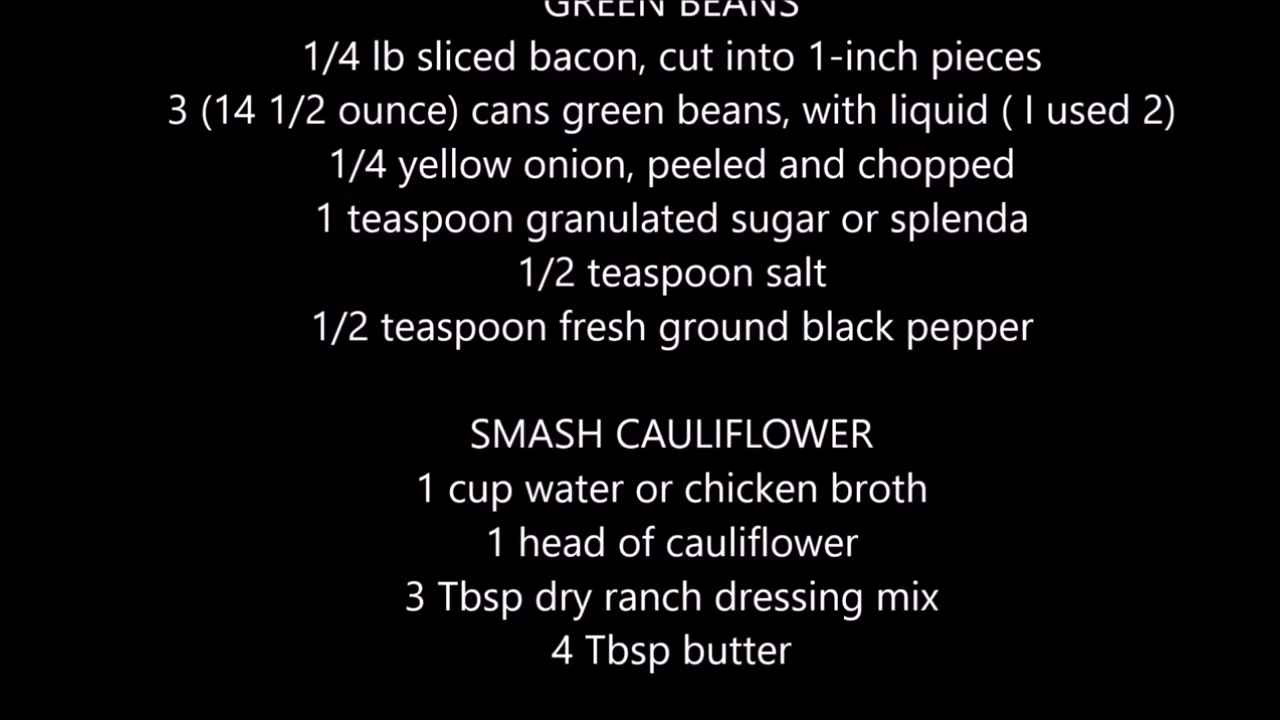 GREEN BEANS
1/4 lb sliced bacon, cut into 1-inch pieces
3 (14 1/2 ounce) cans green beans, with liquid ( I used 2)
1/4 yellow onion, peeled and chopped
1 teaspoon granulated sugar or splenda
1/2 teaspoon salt
1/2 teaspoon fresh ground black pepper
SMASH CAULIFLOWER
1 cup water or chicken broth
1 head of cauliflower
3 Tbsp dry ranch dressing mix
4 Tbsp butter